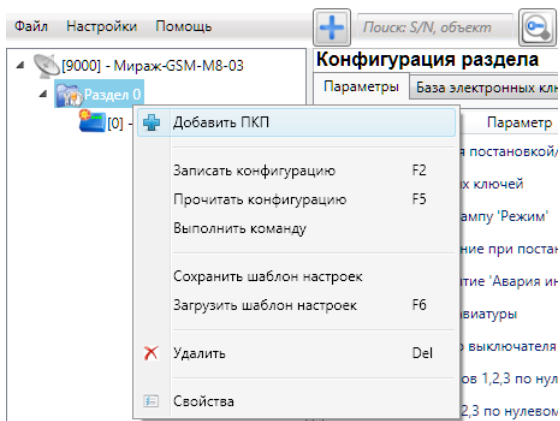 Файл Настройки Помощь
Поиск: S/N, объект
[9000] - Мираж-GSM-M8-03
Раздел 0
[0] -
Конфигурация раздела
Параметры База электронных клю
Параметр
Добавить ПКП
Записать конфигурацию F2
Прочитать конфигурацию F5
Выполнить команду
Сохранить шаблон настроек
Загрузить шаблон настроек F6
Удалить Del
Свойства
я постановкой/
х ключей
ампу 'Режим'
ние при постан
тие 'Авария ин
виатуры
выключателя
ов 1,2,3 по нул
2,3 по нулевом